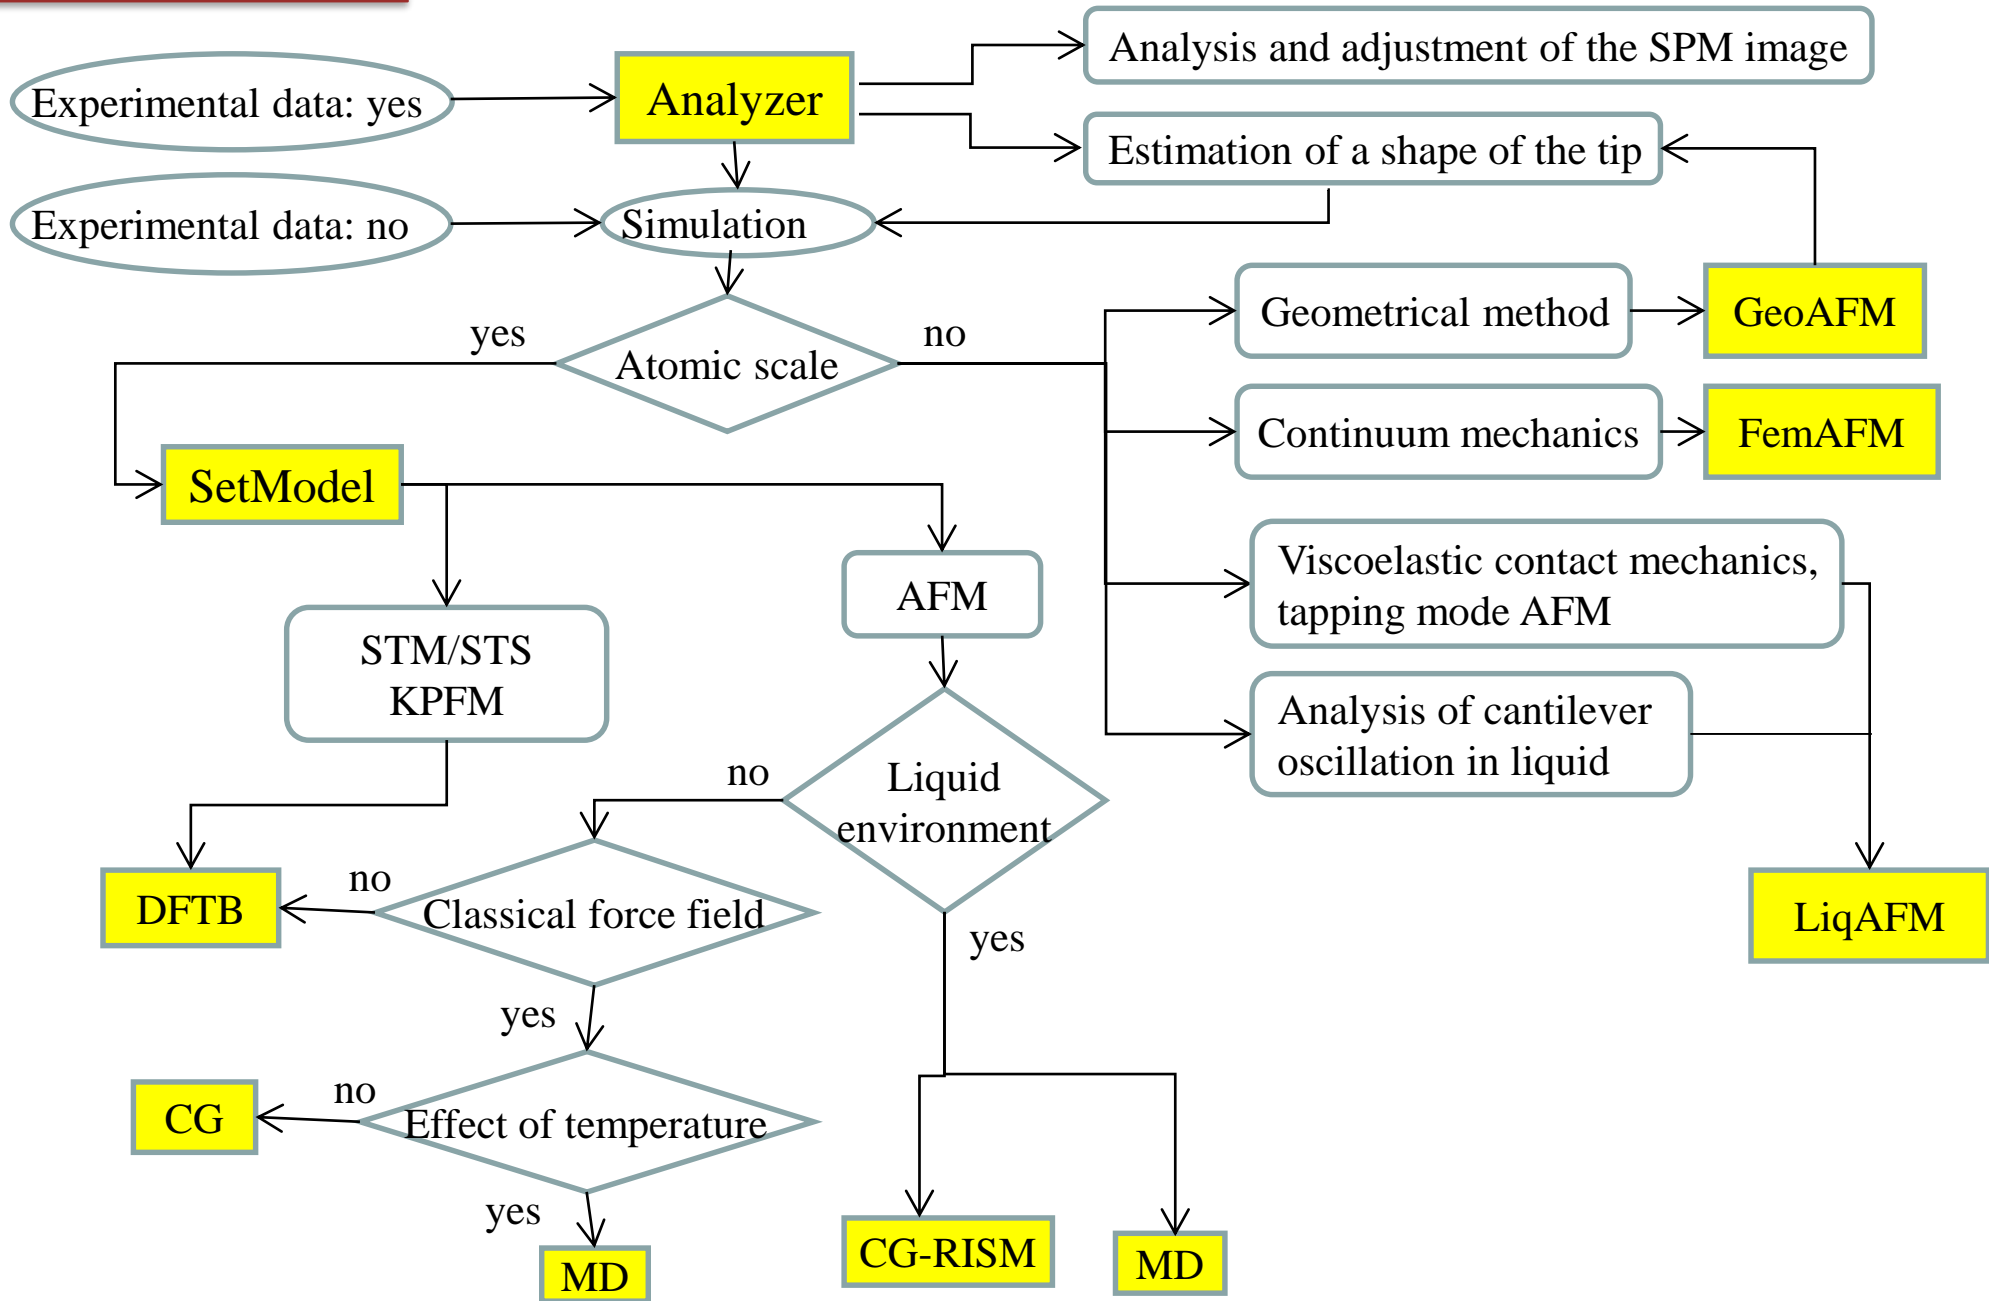 Analysis and adjustment of the SPM image
Experimental data: yes
Analyzer
Estimation of a shape of the tip
Experimental data: no
Simulation
Geometrical method
GeoAFM
yes
no
Atomic scale
Continuum mechanics
FemAFM
SetModel
Viscoelastic contact mechanics,
tapping mode AFM
AFM
STM/STS
KPFM
Analysis of cantilever
oscillation in liquid
no
Liquid
environment
no
DFTB
Classical force field
LiqAFM
yes
yes
no
CG
Effect of temperature
yes
MD
CG-RISM
MD